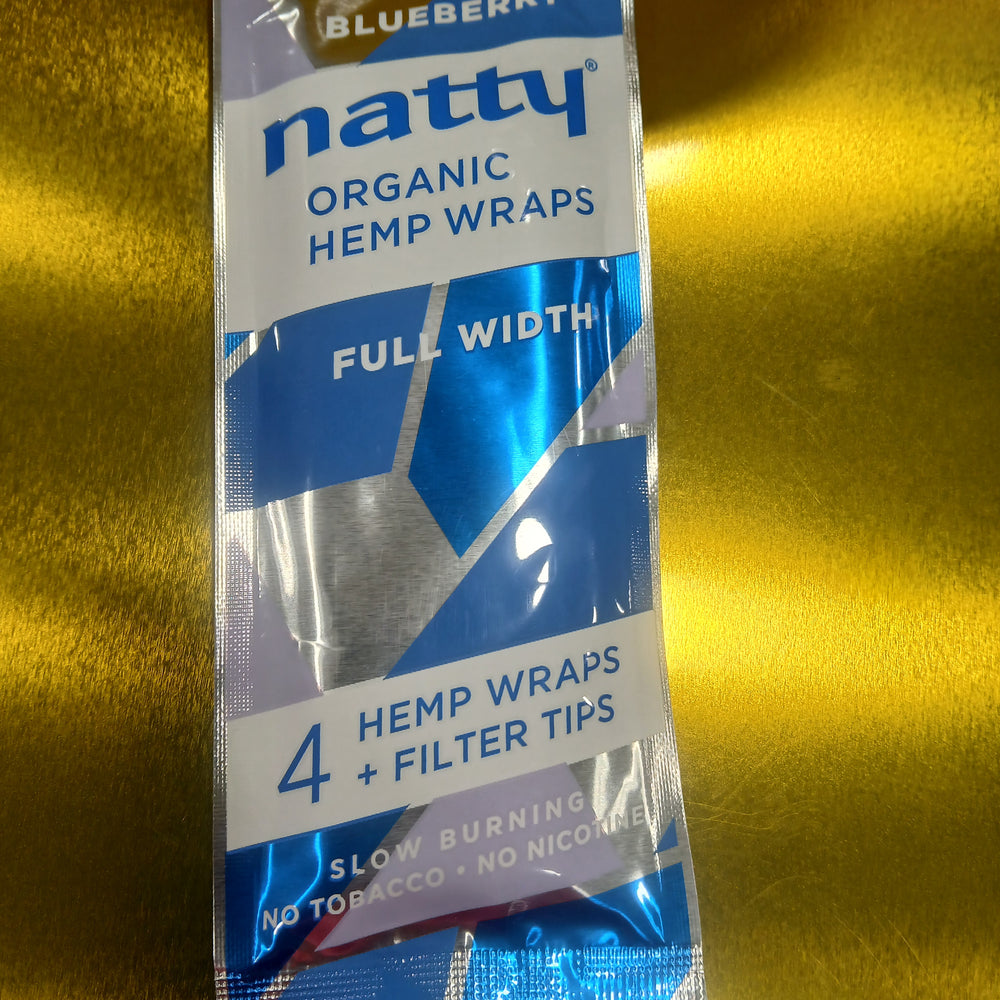 BLUEBERRY
natty®
ORGANIC
HEMP WRAPS
FULL WIDTH
4 HEMP WRAPS
+ FILTER TIPS
SLOW BURNING
NO TOBACCO • NO NICOTINE